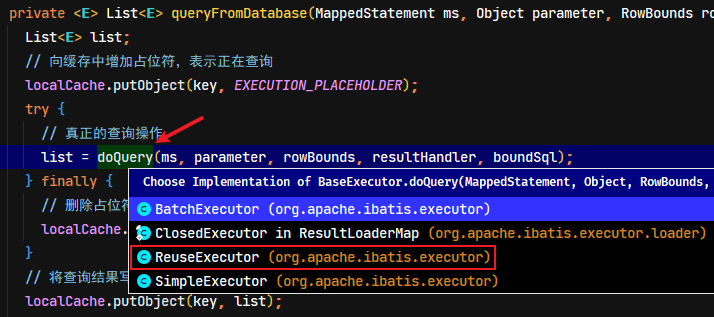 private <E> List<E> queryFromDatabase(MappedStatement ms, Object parameter, RowBounds ro
List<E> list;
// 向缓存中增加占位符，表示正在查询
localCache.putObject(key, EXECUTION_PLACEHOLDER);
try {
// 真正的查询操作
list = doQuery(ms, parameter, rowBounds, resultHandler, boundSql);
} finally {
Choose Implementation of BaseExecutor.doQuery(MappedStatement, Object, RowBounds,
// 删除占位符
BatchExecutor (org.apache.ibatis.executor)
localCache.
ClosedExecutor in ResultLoaderMap (org.apache.ibatis.executor.loader)
}
ReuseExecutor (org.apache.ibatis.executor)
// 将查询结果写
SimpleExecutor (org.apache.ibatis.executor)
localCache.putObject(key, list);